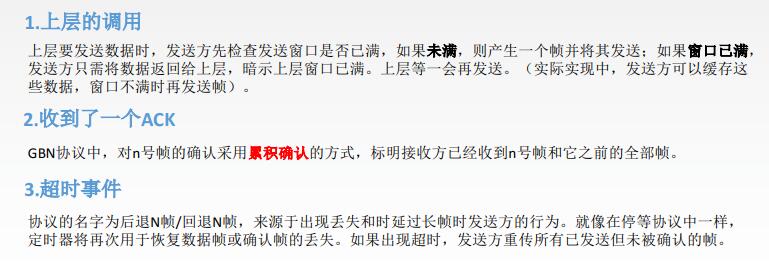 1.上层的调用
上层要发送数据时，发送方先检查发送窗口是否已满，如果未满，则产生一个帧并将其发送；如果窗口已满，
发送方只需将数据返回给上层，暗示上层窗口已满。上层等一会再发送。（实际实现中，发送方可以缓存这
些数据，窗口不满时再发送帧）。
2.收到了一个ACK
GBN协议中，对n号帧的确认采用累积确认的方式，标明接收方已经收到n号帧和它之前的全部帧。
3.超时事件
协议的名字为后退N帧/回退N帧，来源于出现丢失和时延过长帧时发送方的行为。就像在停等协议中一样，
定时器将再次用于恢复数据帧或确认帧的丢失。如果出现超时，发送方重传所有已发送但未被确认的帧。